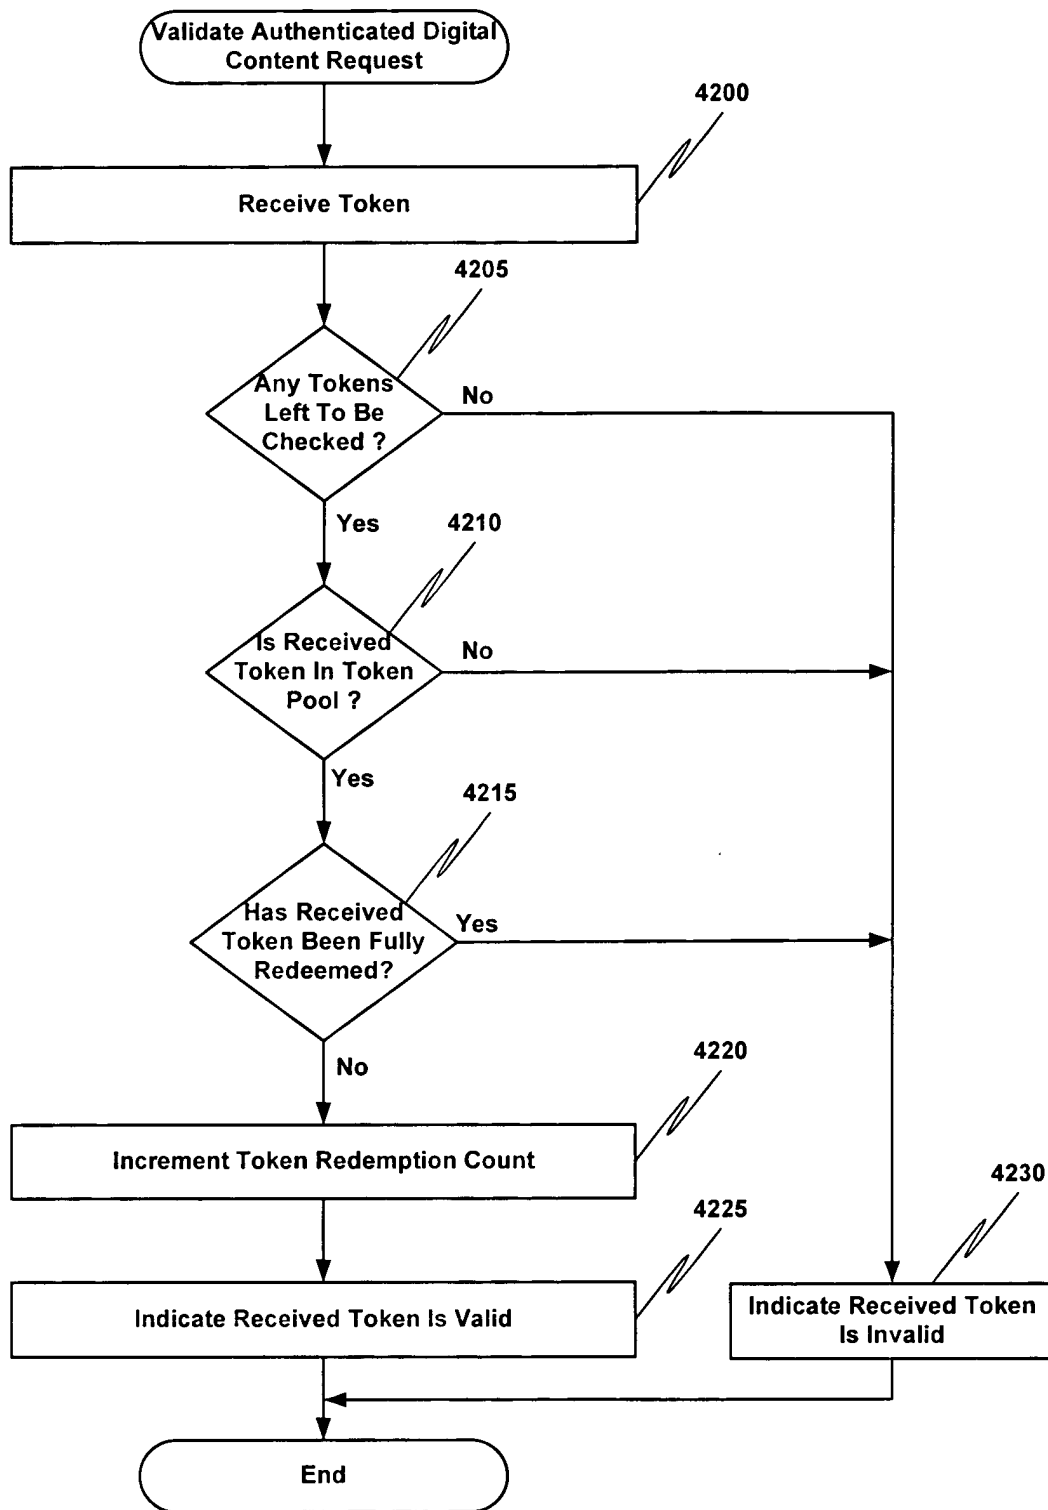 Validate Authenticated Digital
Content Request
4200
Receive Token
4205
Any Tokens
Left To Be
Checked ?
No
Yes
4210
Is Received
Token In Token
Pool ?
No
Yes
4215
Has Received
Token Been Fully
Redeemed?
Yes
No
4220
Increment Token Redemption Count
4230
4225
Indicate Received Token Is Valid
Indicate Received Token
Is Invalid
End